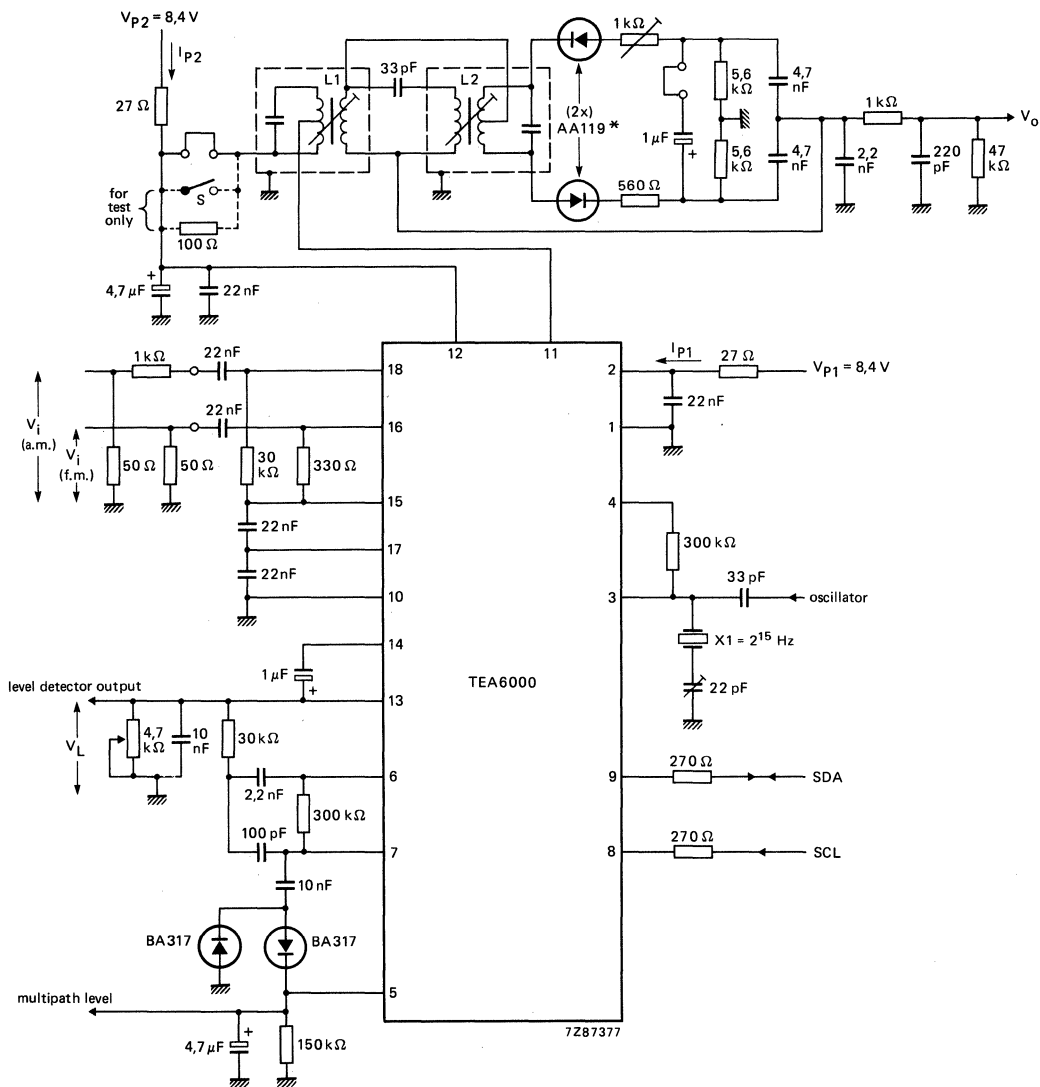 V_P2 = 8,4 V
I_P2
27 Ω
for
test
only
S
100 Ω
4,7 µF
+
22 nF
L1
33 pF
L2
(2x)
AA119*
1 kΩ
560 Ω
1 µF
+
5,6
kΩ
5,6
kΩ
4,7
nF
4,7
nF
2,2
nF
1 kΩ
220
pF
47
kΩ
V_o
12
11
1 kΩ
22 nF
18
V_i
(a.m.)
22 nF
16
V_i
(f.m.)
50 Ω
50 Ω
30
kΩ
330 Ω
15
22 nF
17
22 nF
10
14
1 µF
+
level detector output
13
V_L
4,7
kΩ
10
nF
30 kΩ
6
2,2 nF
300 kΩ
100 pF
7
10 nF
BA317
BA317
multipath level
5
4,7 µF
+
150 kΩ
TEA6000
2
I_P1
27 Ω
V_P1 = 8,4 V
22 nF
1
4
300 kΩ
33 pF
3
oscillator
X1 = 2^15 Hz
22 pF
270 Ω
9
SDA
270 Ω
8
SCL
7Z87377